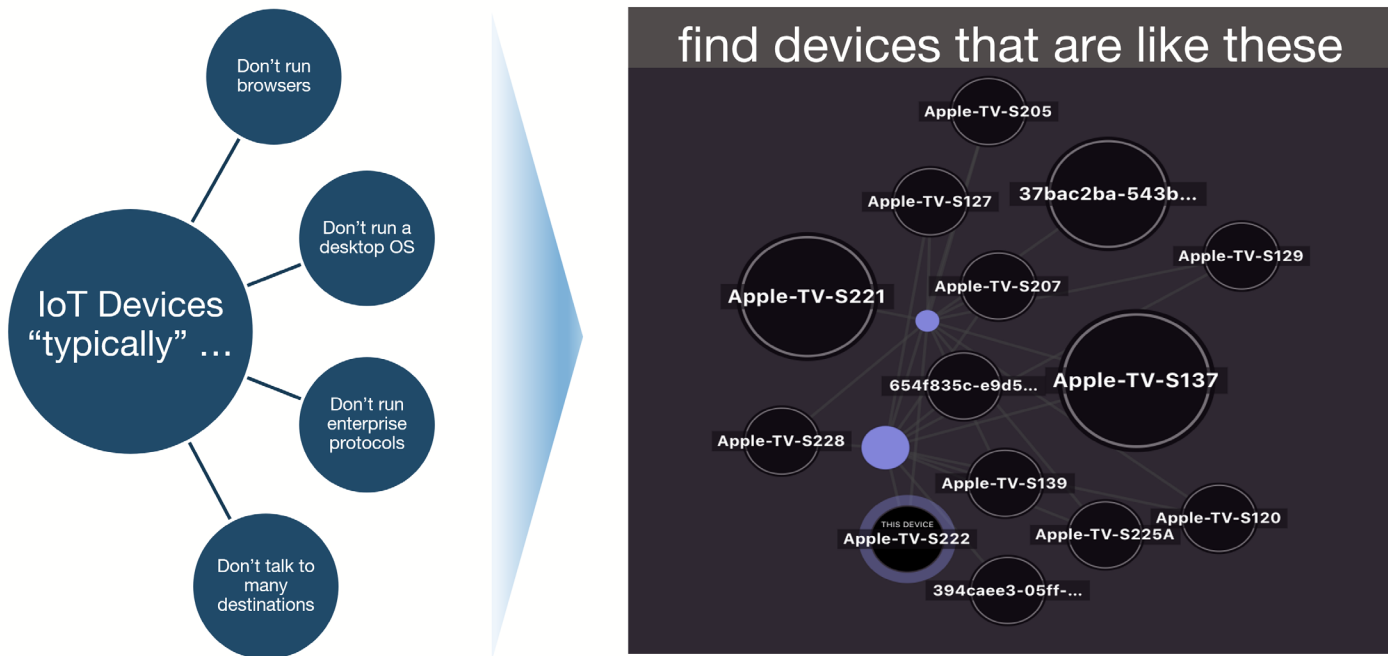 Don’t run
browsers
Don’t run a
desktop OS
IoT Devices
“typically” ...
Don’t run
enterprise
protocols
Don’t talk to
many
destinations
find devices that are like these
Apple-TV-S205
37bac2ba-543b...
Apple-TV-S127
Apple-TV-S129
Apple-TV-S207
Apple-TV-S221
654f835c-e9d5...
Apple-TV-S137
Apple-TV-S228
Apple-TV-S139
Apple-TV-S120
THIS DEVICE
Apple-TV-S222
Apple-TV-S225A
394caee3-05ff-...